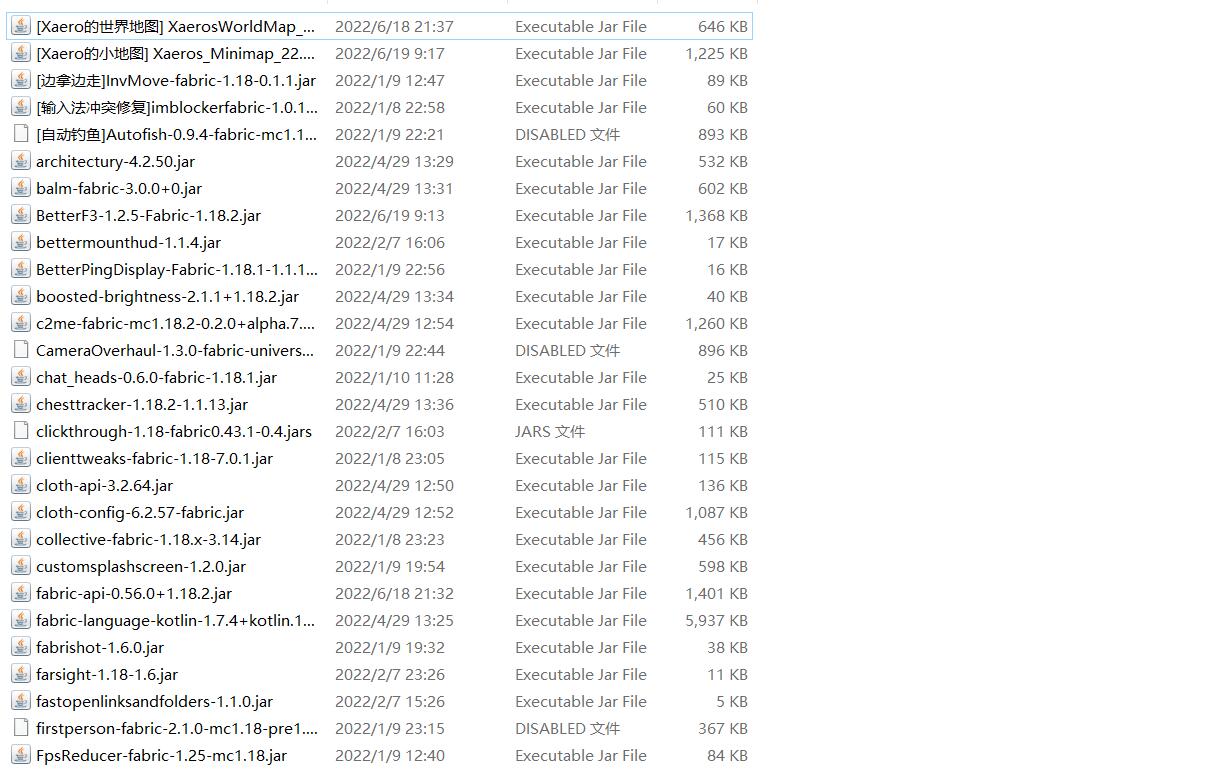 [Xaero的世界地图] XaerosWorldMap_... 2022/6/18 21:37 Executable Jar File 646 KB
[Xaero的小地图] Xaeros_Minimap_22.... 2022/6/19 9:17 Executable Jar File 1,225 KB
[边拿边走]InvMove-fabric-1.18-0.1.1.jar 2022/1/9 12:47 Executable Jar File 89 KB
[输入法冲突修复]imblockerfabric-1.0.1... 2022/1/8 22:58 Executable Jar File 60 KB
[自动钓鱼]Autofish-0.9.4-fabric-mc1.1... 2022/1/9 22:21 DISABLED 文件 893 KB
architectury-4.2.50.jar 2022/4/29 13:29 Executable Jar File 532 KB
balm-fabric-3.0.0+0.jar 2022/4/29 13:31 Executable Jar File 602 KB
BetterF3-1.2.5-Fabric-1.18.2.jar 2022/6/19 9:13 Executable Jar File 1,368 KB
bettermounthud-1.1.4.jar 2022/2/7 16:06 Executable Jar File 17 KB
BetterPingDisplay-Fabric-1.18.1-1.1.1... 2022/1/9 22:56 Executable Jar File 16 KB
boosted-brightness-2.1.1+1.18.2.jar 2022/4/29 13:34 Executable Jar File 40 KB
c2me-fabric-mc1.18.2-0.2.0+alpha.7.... 2022/4/29 12:54 Executable Jar File 1,260 KB
CameraOverhaul-1.3.0-fabric-univers... 2022/1/9 22:44 DISABLED 文件 896 KB
chat_heads-0.6.0-fabric-1.18.1.jar 2022/1/10 11:28 Executable Jar File 25 KB
chesttracker-1.18.2-1.1.13.jar 2022/4/29 13:36 Executable Jar File 510 KB
clickthrough-1.18-fabric0.43.1-0.4.jars 2022/2/7 16:03 JARS 文件 111 KB
clienttweaks-fabric-1.18-7.0.1.jar 2022/1/8 23:05 Executable Jar File 115 KB
cloth-api-3.2.64.jar 2022/4/29 12:50 Executable Jar File 136 KB
cloth-config-6.2.57-fabric.jar 2022/4/29 12:52 Executable Jar File 1,087 KB
collective-fabric-1.18.x-3.14.jar 2022/1/8 23:23 Executable Jar File 456 KB
customsplashscreen-1.2.0.jar 2022/1/9 19:54 Executable Jar File 598 KB
fabric-api-0.56.0+1.18.2.jar 2022/6/18 21:32 Executable Jar File 1,401 KB
fabric-language-kotlin-1.7.4+kotlin.1... 2022/4/29 13:25 Executable Jar File 5,937 KB
fabrishot-1.6.0.jar 2022/1/9 19:32 Executable Jar File 38 KB
farsight-1.18-1.6.jar 2022/2/7 23:26 Executable Jar File 11 KB
fastopenlinksandfolders-1.1.0.jar 2022/2/7 15:26 Executable Jar File 5 KB
firstperson-fabric-2.1.0-mc1.18-pre1.... 2022/1/9 23:15 DISABLED 文件 367 KB
FpsReducer-fabric-1.25-mc1.18.jar 2022/1/9 12:40 Executable Jar File 84 KB